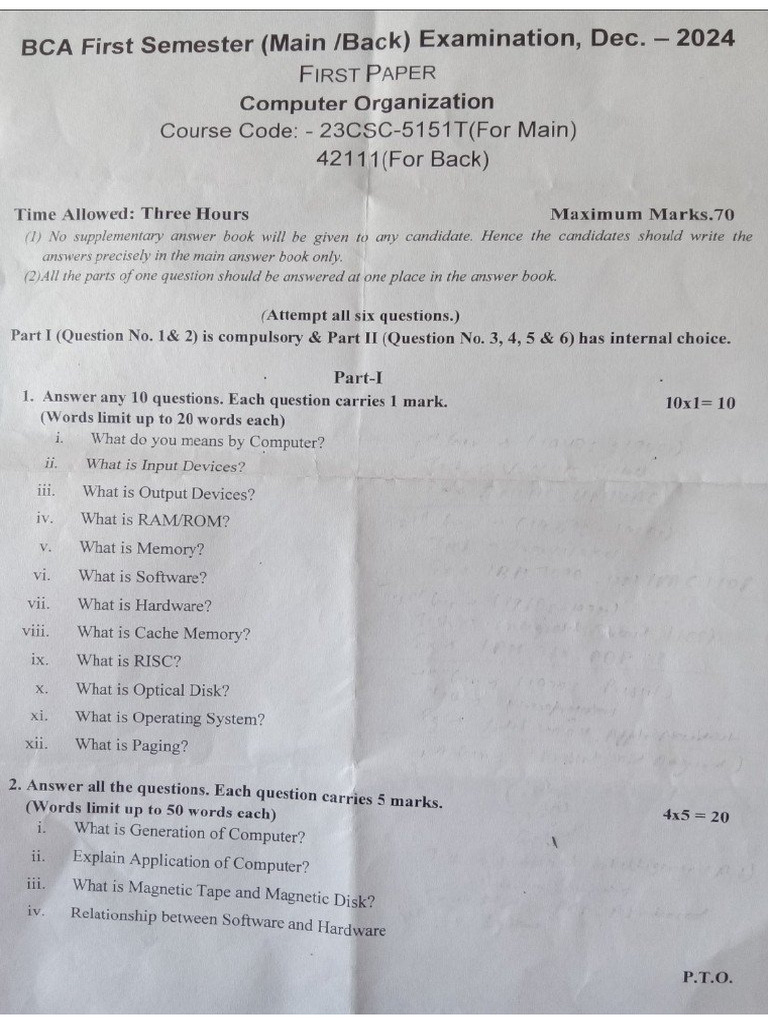 BCA First Semester (Main /Back) Examination, Dec. – 2024
FIRST PAPER
Computer Organization
Course Code: - 23CSC-5151T(For Main)
42111(For Back)
Time Allowed: Three Hours Maximum Marks.70
(1) No supplementary answer book will be given to any candidate. Hence the candidates should write the
answers precisely in the main answer book only.
(2)All the parts of one question should be answered at one place in the answer book.
(Attempt all six questions.)
Part I (Question No. 1& 2) is compulsory & Part II (Question No. 3, 4, 5 & 6) has internal choice.
Part-I
1. Answer any 10 questions. Each question carries 1 mark. 10x1= 10
(Words limit up to 20 words each)
i. What do you means by Computer?
ii. What is Input Devices?
iii. What is Output Devices?
iv. What is RAM/ROM?
v. What is Memory?
vi. What is Software?
vii. What is Hardware?
viii. What is Cache Memory?
ix. What is RISC?
x. What is Optical Disk?
xi. What is Operating System?
xii. What is Paging?
2. Answer all the questions. Each question carries 5 marks.
(Words limit up to 50 words each) 4x5 = 20
i. What is Generation of Computer?
ii. Explain Application of Computer?
iii. What is Magnetic Tape and Magnetic Disk?
iv. Relationship between Software and Hardware
P.T.O.